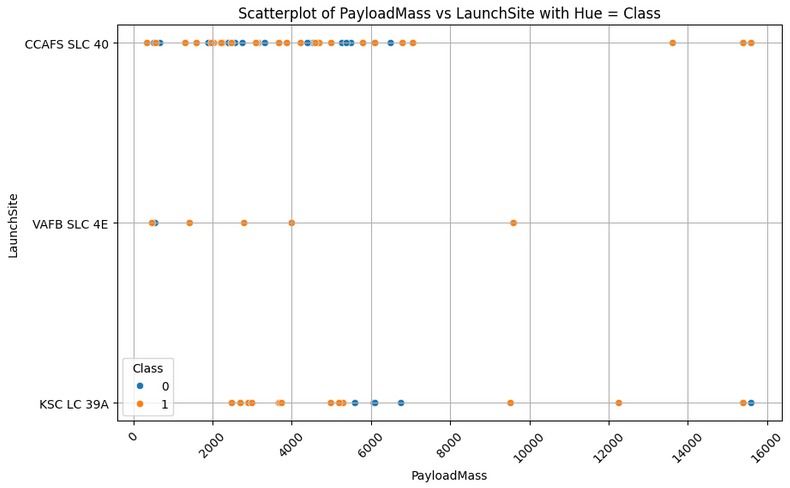 Scatterplot of PayloadMass vs LaunchSite with Hue = Class
CCAFS SLC 40
VAFB SLC 4E
KSC LC 39A
LaunchSite
Class
0
1
0
2000
4000
6000
8000
10000
12000
14000
16000
PayloadMass